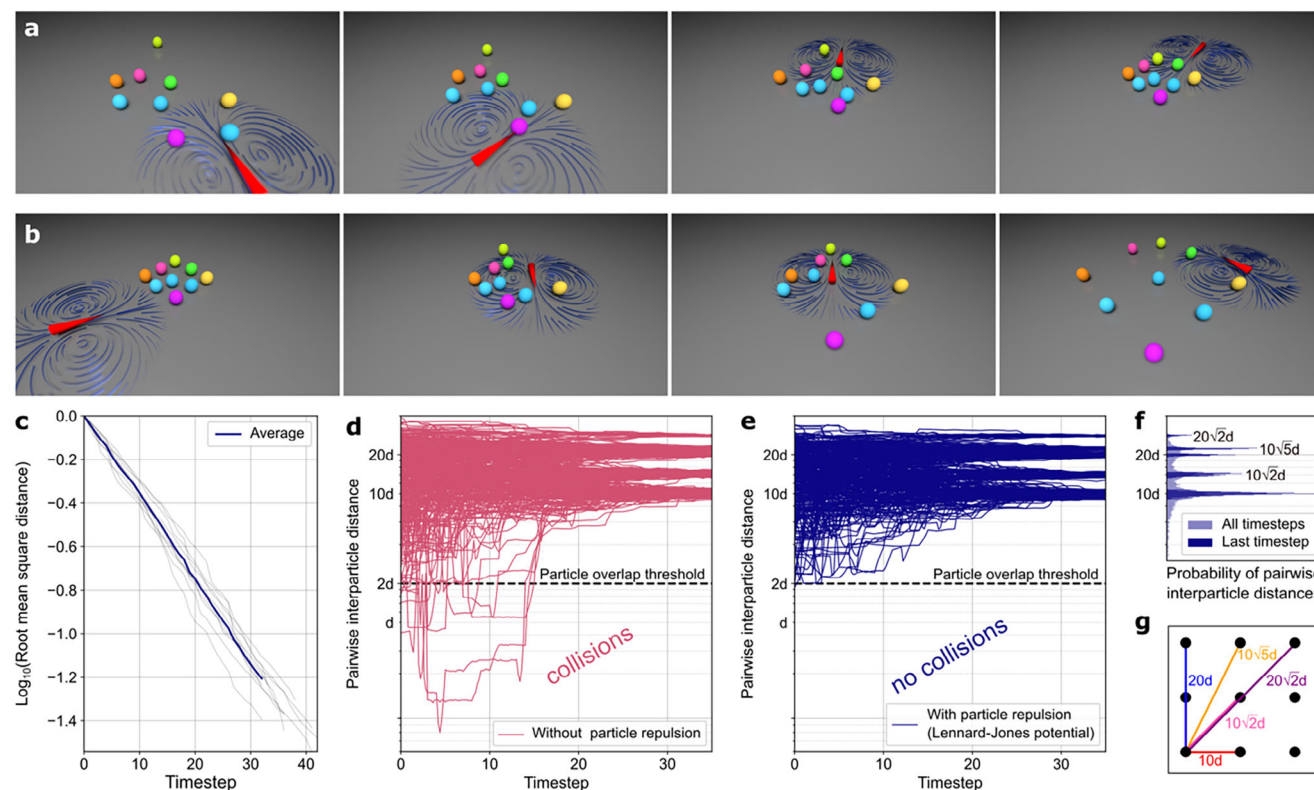 a
b
c
0.0
−0.2
−0.4
−0.6
−0.8
−1.0
−1.2
−1.4
Log₁₀(Root mean square distance)
Average
0
10
20
30
40
Timestep
d
20d
10d
2d
d
Pairwise interparticle distance
Particle overlap threshold
collisions
Without particle repulsion
0
10
20
30
Timestep
e
20d
10d
2d
d
Pairwise interparticle distance
Particle overlap threshold
no collisions
With particle repulsion
(Lennard-Jones potential)
0
10
20
30
Timestep
f
20d
10d
20√2d
10√5d
10√2d
All timesteps
Last timestep
Probability of pairwise
interparticle distance
g
10√5d
20d
20√2d
10√2d
10d